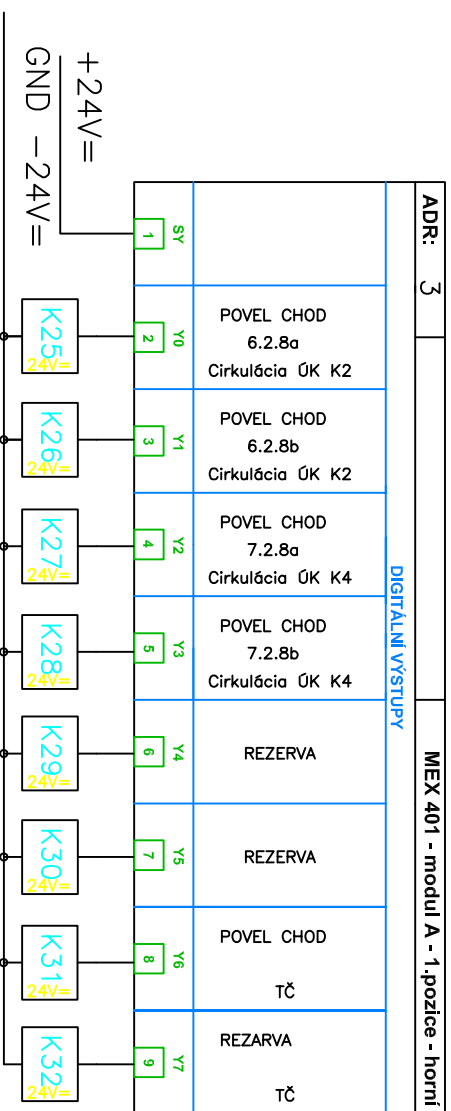 ADR: 3
MEX 401 - modul A - 1.pozice - horní
DIGITÁLNÍ VÝSTUPY
+24V=
GND -24V=
SY
1
POVEL CHOD
6.2.8a
Cirkulácia ÚK K2
Y0
2
K25
24V=
POVEL CHOD
6.2.8b
Cirkulácia ÚK K2
Y1
3
K26
24V=
POVEL CHOD
7.2.8a
Cirkulácia ÚK K4
Y2
4
K27
24V=
POVEL CHOD
7.2.8b
Cirkulácia ÚK K4
Y3
5
K28
24V=
REZERVA
Y4
6
K29
24V=
REZERVA
Y5
7
K30
24V=
POVEL CHOD
TČ
Y6
8
K31
24V=
REZARVA
TČ
Y7
9
K32
24V=